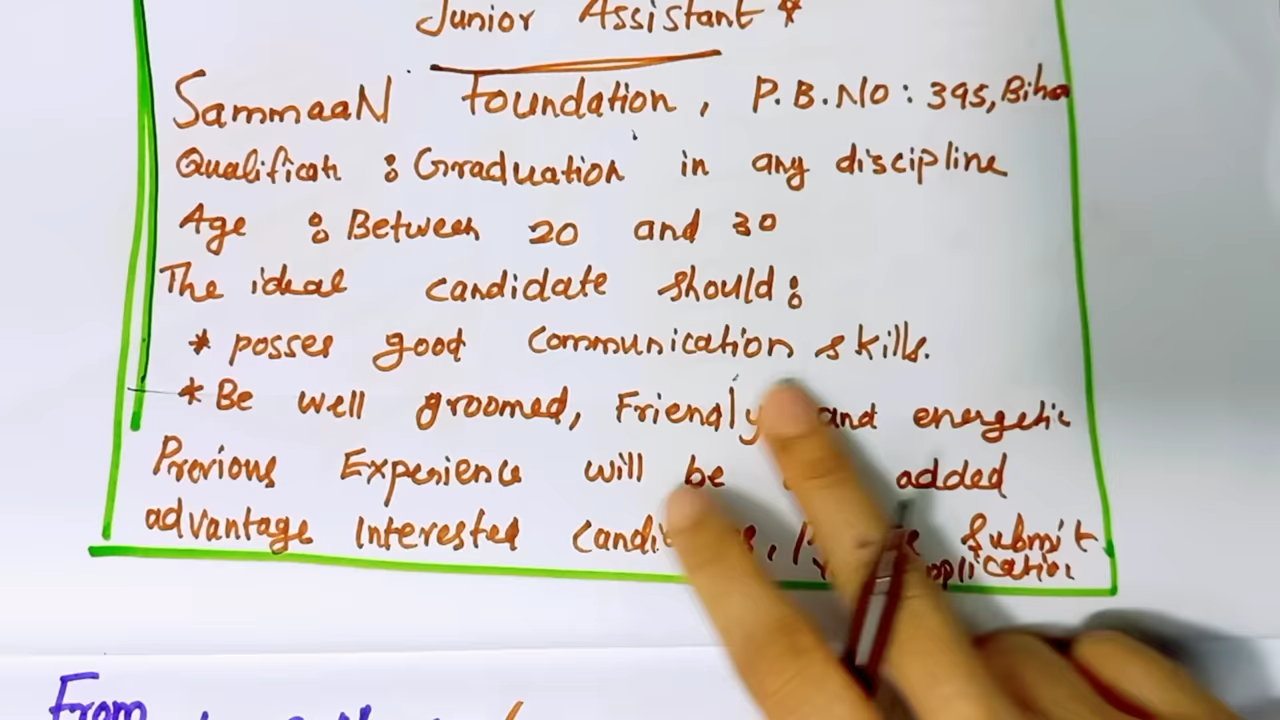 Junior Assistant *
SammaaN Foundation, P.B.No: 395, Biha
Qualificatn : Graduation in any discipline
Age : Between 20 and 30
The ideal candidate should :
* posses good communication skills.
* Be well groomed, Friendly and energetic
Previous Experience will be added
advantage Interested Submit
From